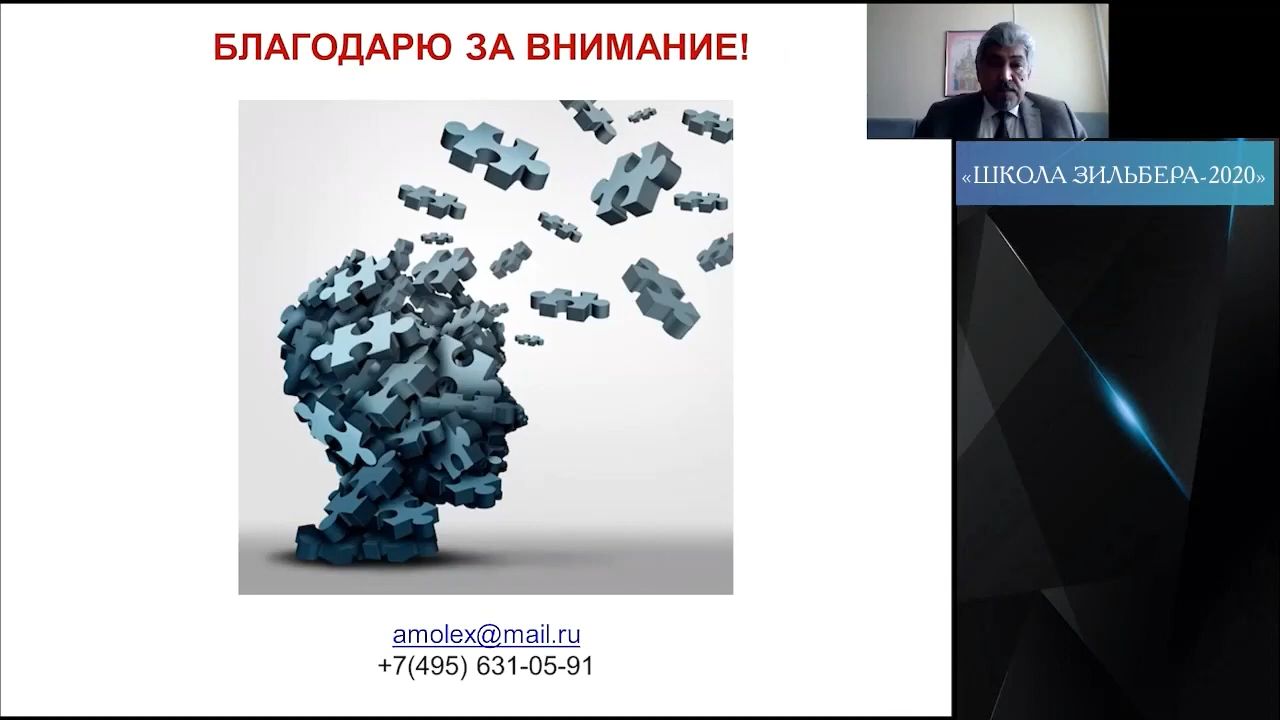 БЛАГОДАРЮ ЗА ВНИМАНИЕ!
«ШКОЛА ЗИЛЬБЕРА-2020»
amolex@mail.ru
+7(495) 631-05-91